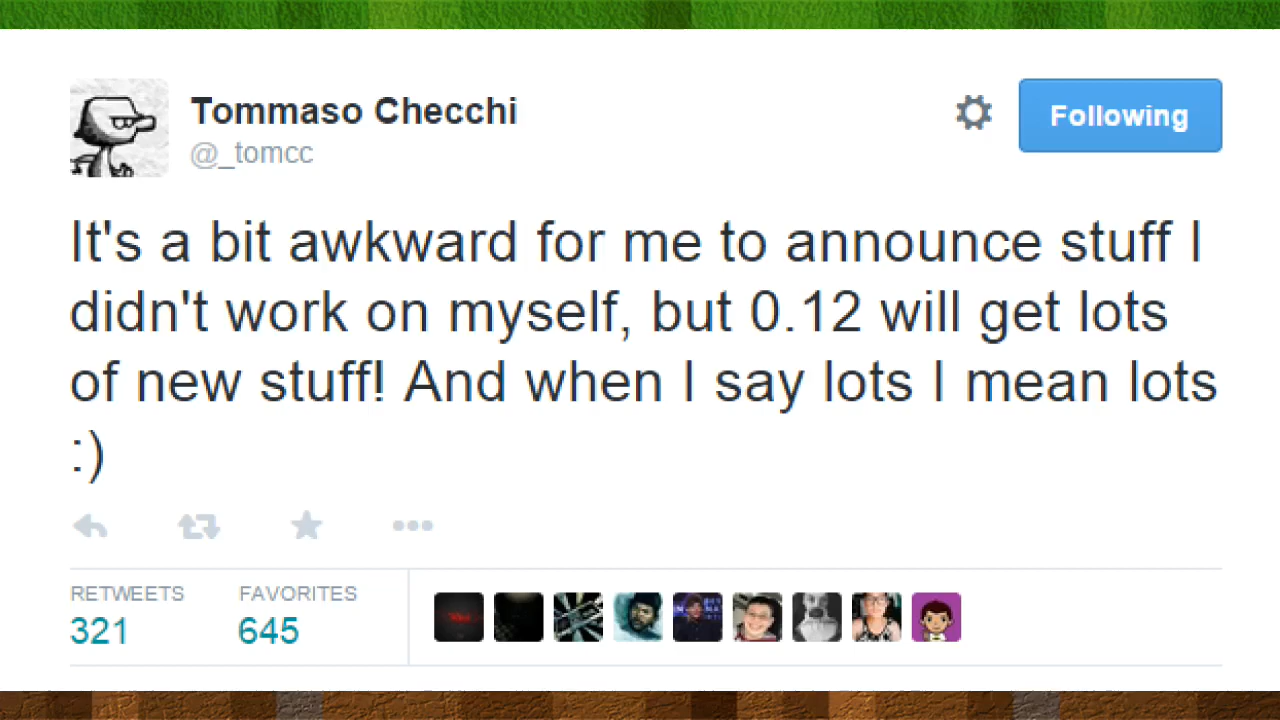 Tommaso Checchi
@_tomcc
Following
It's a bit awkward for me to announce stuff I
didn't work on myself, but 0.12 will get lots
of new stuff! And when I say lots I mean lots
:)
RETWEETS FAVORITES
321 645